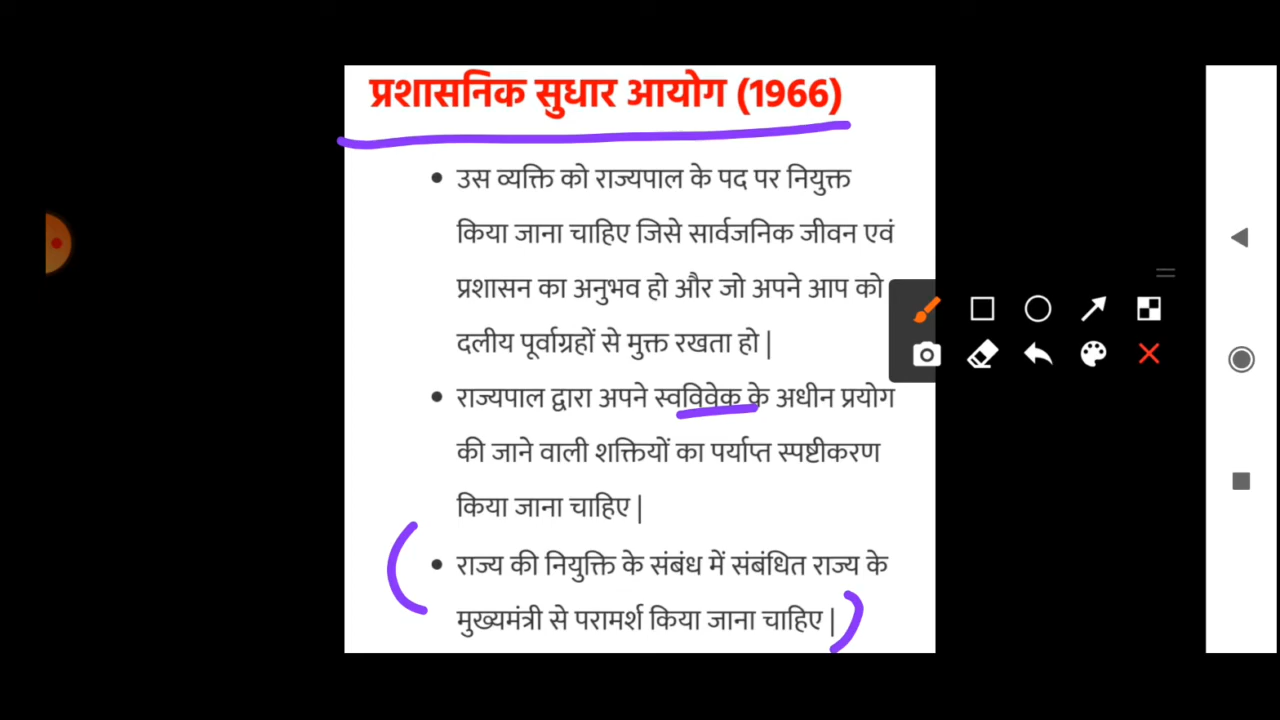 प्रशासनिक सुधार आयोग (1966)
• उस व्यक्ति को राज्यपाल के पद पर नियुक्त
किया जाना चाहिए जिसे सार्वजनिक जीवन एवं
प्रशासन का अनुभव हो और जो अपने आप को
दलीय पूर्वाग्रहों से मुक्त रखता हो |
• राज्यपाल द्वारा अपने स्वविवेक के अधीन प्रयोग
की जाने वाली शक्तियों का पर्याप्त स्पष्टीकरण
किया जाना चाहिए |
• राज्य की नियुक्ति के संबंध में संबंधित राज्य के
मुख्यमंत्री से परामर्श किया जाना चाहिए |